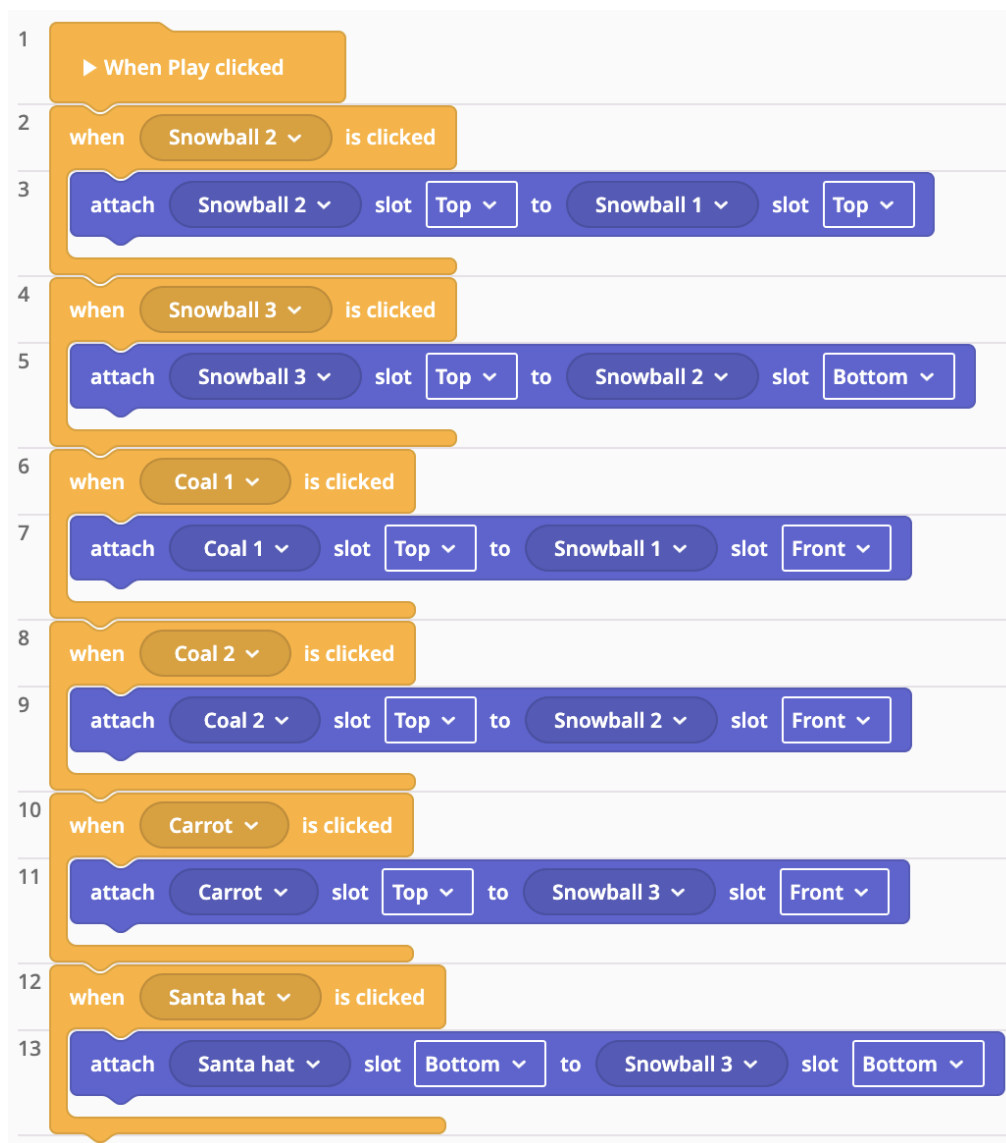 1
When Play clicked
2
when Snowball 2 is clicked
3
attach Snowball 2 slot Top to Snowball 1 slot Top
4
when Snowball 3 is clicked
5
attach Snowball 3 slot Top to Snowball 2 slot Bottom
6
when Coal 1 is clicked
7
attach Coal 1 slot Top to Snowball 1 slot Front
8
when Coal 2 is clicked
9
attach Coal 2 slot Top to Snowball 2 slot Front
10
when Carrot is clicked
11
attach Carrot slot Top to Snowball 3 slot Front
12
when Santa hat is clicked
13
attach Santa hat slot Bottom to Snowball 3 slot Bottom